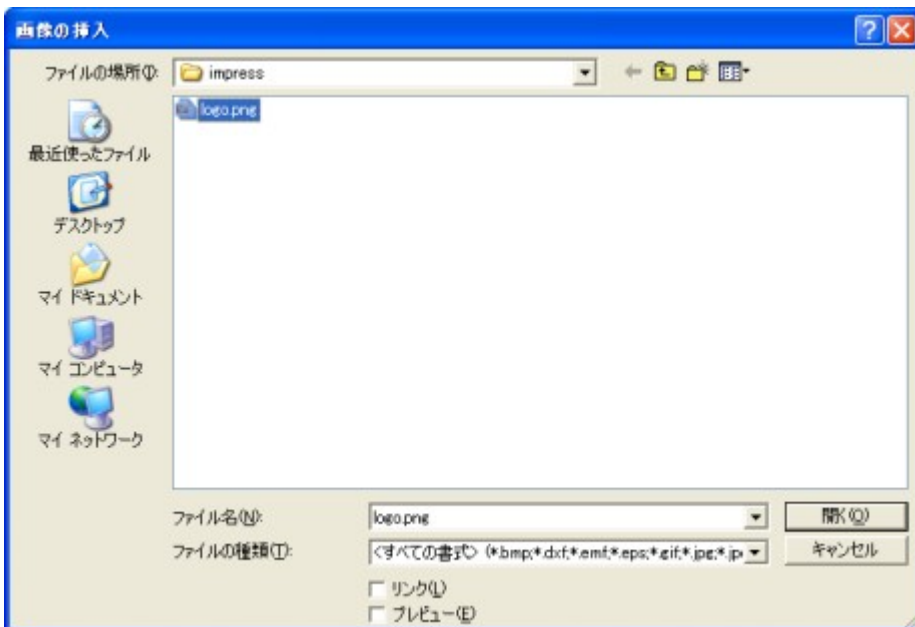 画像の挿入
ファイルの場所(I):
impress
logo.png
最近使ったファイル
デスクトップ
マイ ドキュメント
マイ コンピュータ
マイ ネットワーク
ファイル名(N):
logo.png
開く(O)
ファイルの種類(T):
<すべての書式> (*.bmp;*.dxf;*.emf;*.eps;*.gif;*.jpg;*.jp
キャンセル
リンク(L)
プレビュー(E)